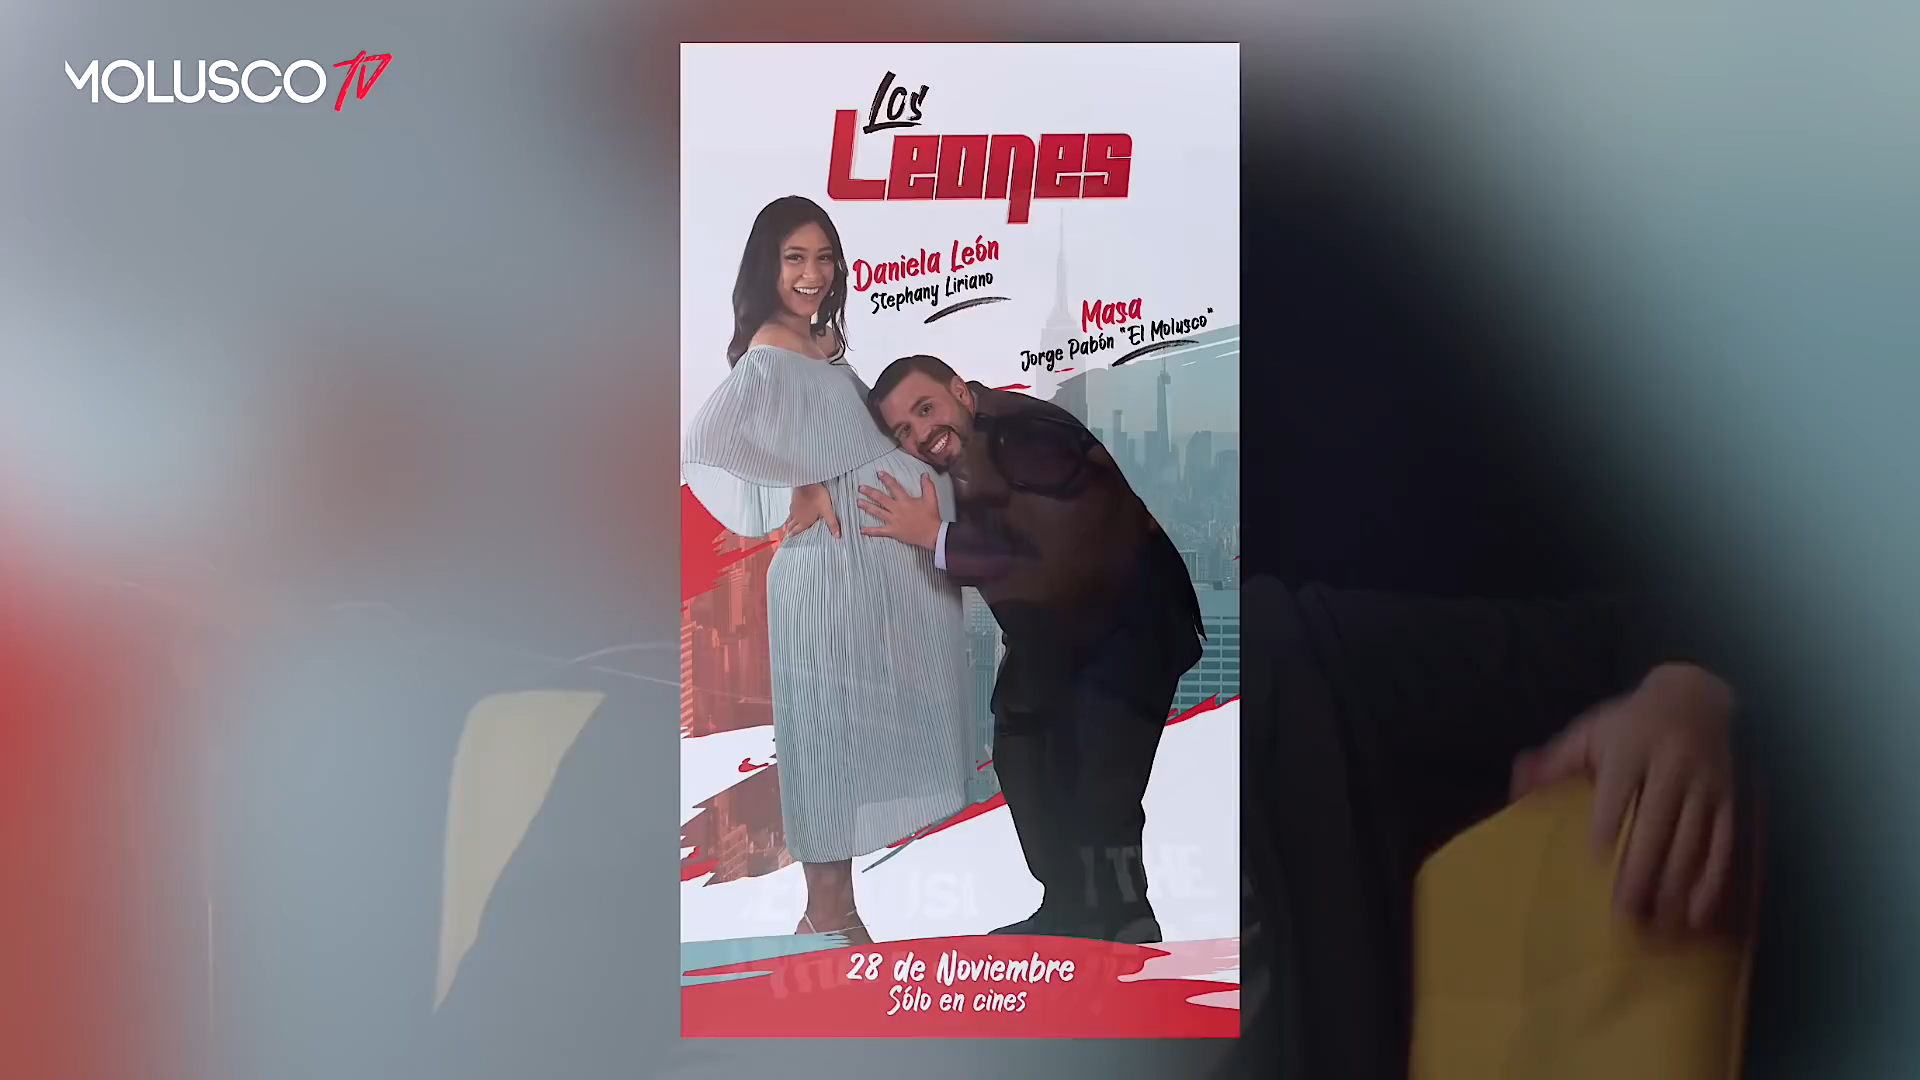 MOLUSCO TV
Los
Leones
Daniela León
Stephany Liriano
Masa
Jorge Pabón "El Molusco"
28 de Noviembre
Sólo en cines